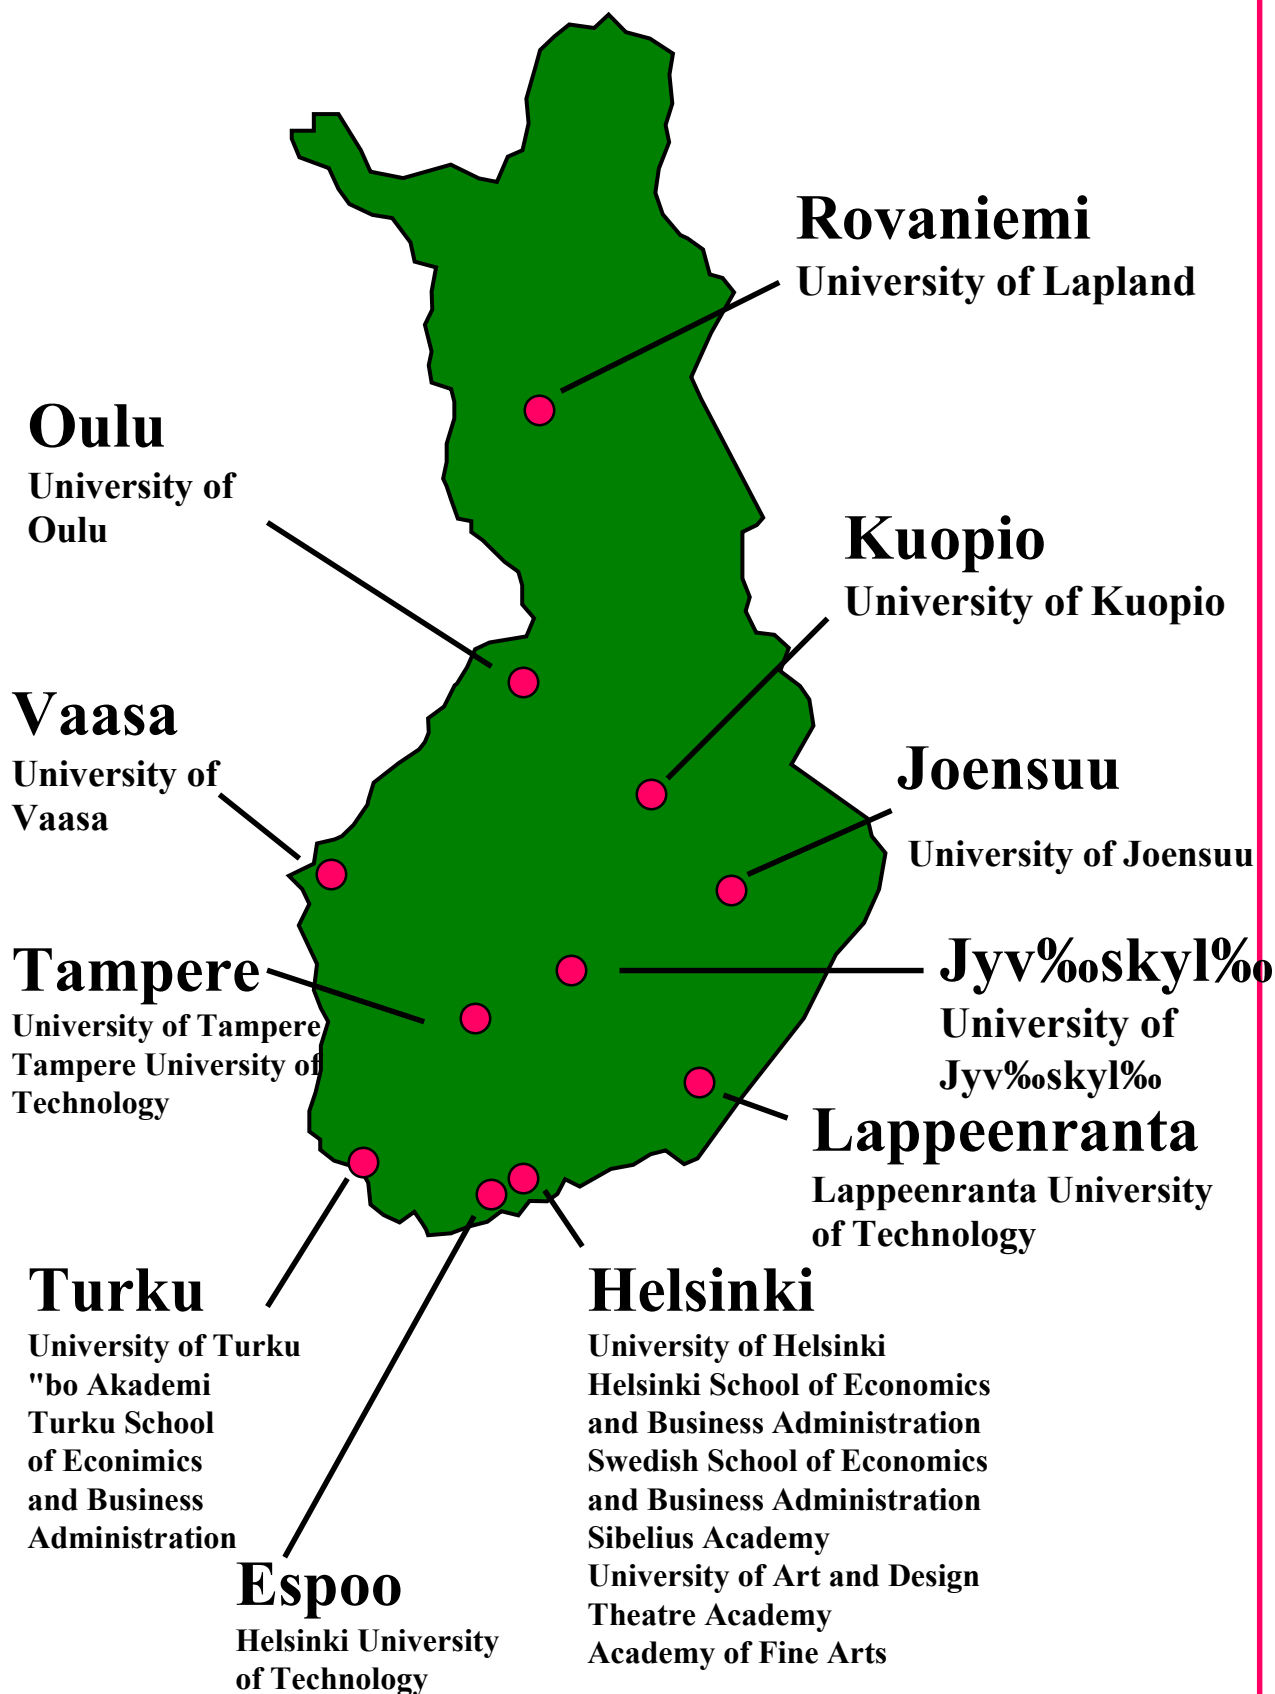 Rovaniemi
University of Lapland
Oulu
University of
Oulu
Kuopio
University of Kuopio
Vaasa
University of
Vaasa
Joensuu
University of Joensuu
Tampere
University of Tampere
Tampere University of
Technology
Jyv‰skyl‰
University of
Jyv‰skyl‰
Lappeenranta
Lappeenranta University
of Technology
Turku
University of Turku
"bo Akademi
Turku School
of Econimics
and Business
Administration
Helsinki
University of Helsinki
Helsinki School of Economics
and Business Administration
Swedish School of Economics
and Business Administration
Sibelius Academy
University of Art and Design
Theatre Academy
Academy of Fine Arts
Espoo
Helsinki University
of Technology